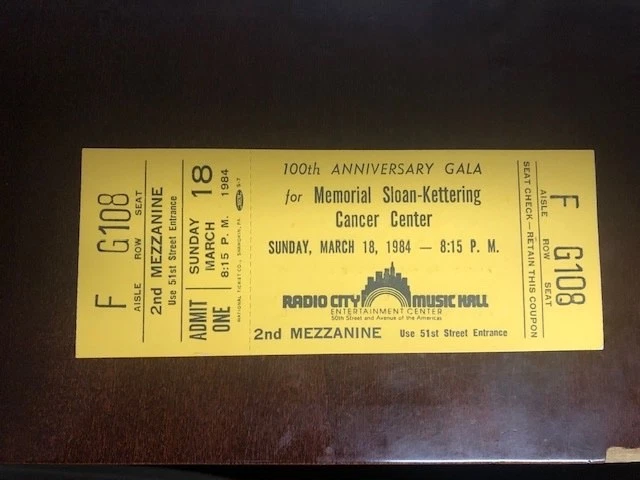 F G108
AISLE ROW SEAT
2nd MEZZANINE
Use 51st Street Entrance
ADMIT ONE
SUNDAY
MARCH 18
8:15 P. M. 1984
100th ANNIVERSARY GALA
for Memorial Sloan-Kettering
Cancer Center
SUNDAY, MARCH 18, 1984 — 8:15 P. M.
RADIO CITY MUSIC HALL
ENTERTAINMENT CENTER
50th Street and Avenue of the Americas
2nd MEZZANINE Use 51st Street Entrance
SEAT CHECK — RETAIN THIS COUPON
AISLE ROW SEAT
F G108